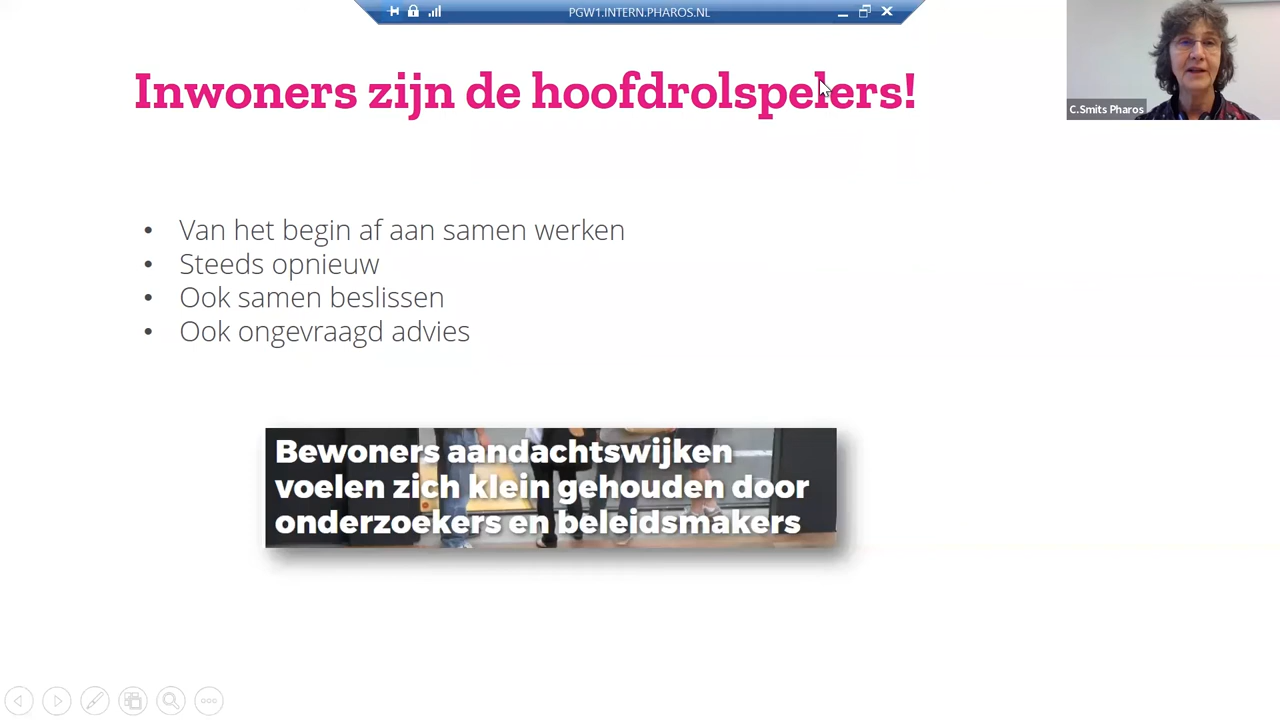 PGW1.INTERN.PHAROS.NL
Inwoners zijn de hoofdrolspelers!
C.Smits Pharos
• Van het begin af aan samen werken
• Steeds opnieuw
• Ook samen beslissen
• Ook ongevraagd advies
Bewoners aandachtswijken
voelen zich klein gehouden door
onderzoekers en beleidsmakers